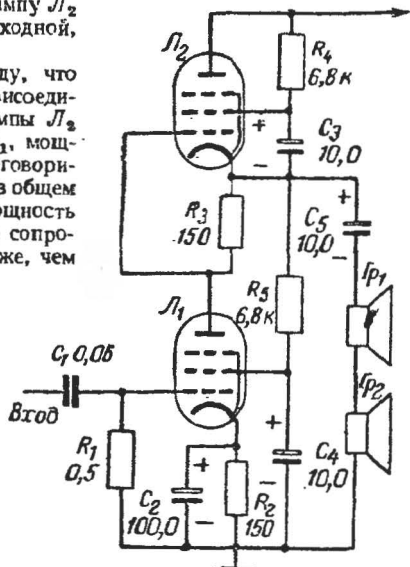 мпу Л₂
ходной,
ду, что
исоеди-
мпы Л₂
, мощ-
говори-
в общем
ощность
сопро-
же, чем
Л₂
R₄
6,8к
+
C₃
10,0
−
R₃
150
+
C₅
10,0
−
Гр₁
Л₁
R₅
6,8к
C₁ 0,05
Вход
Гр₂
R₁
0,5
+
C₂
100,0
−
R₂
150
+
C₄
10,0
−